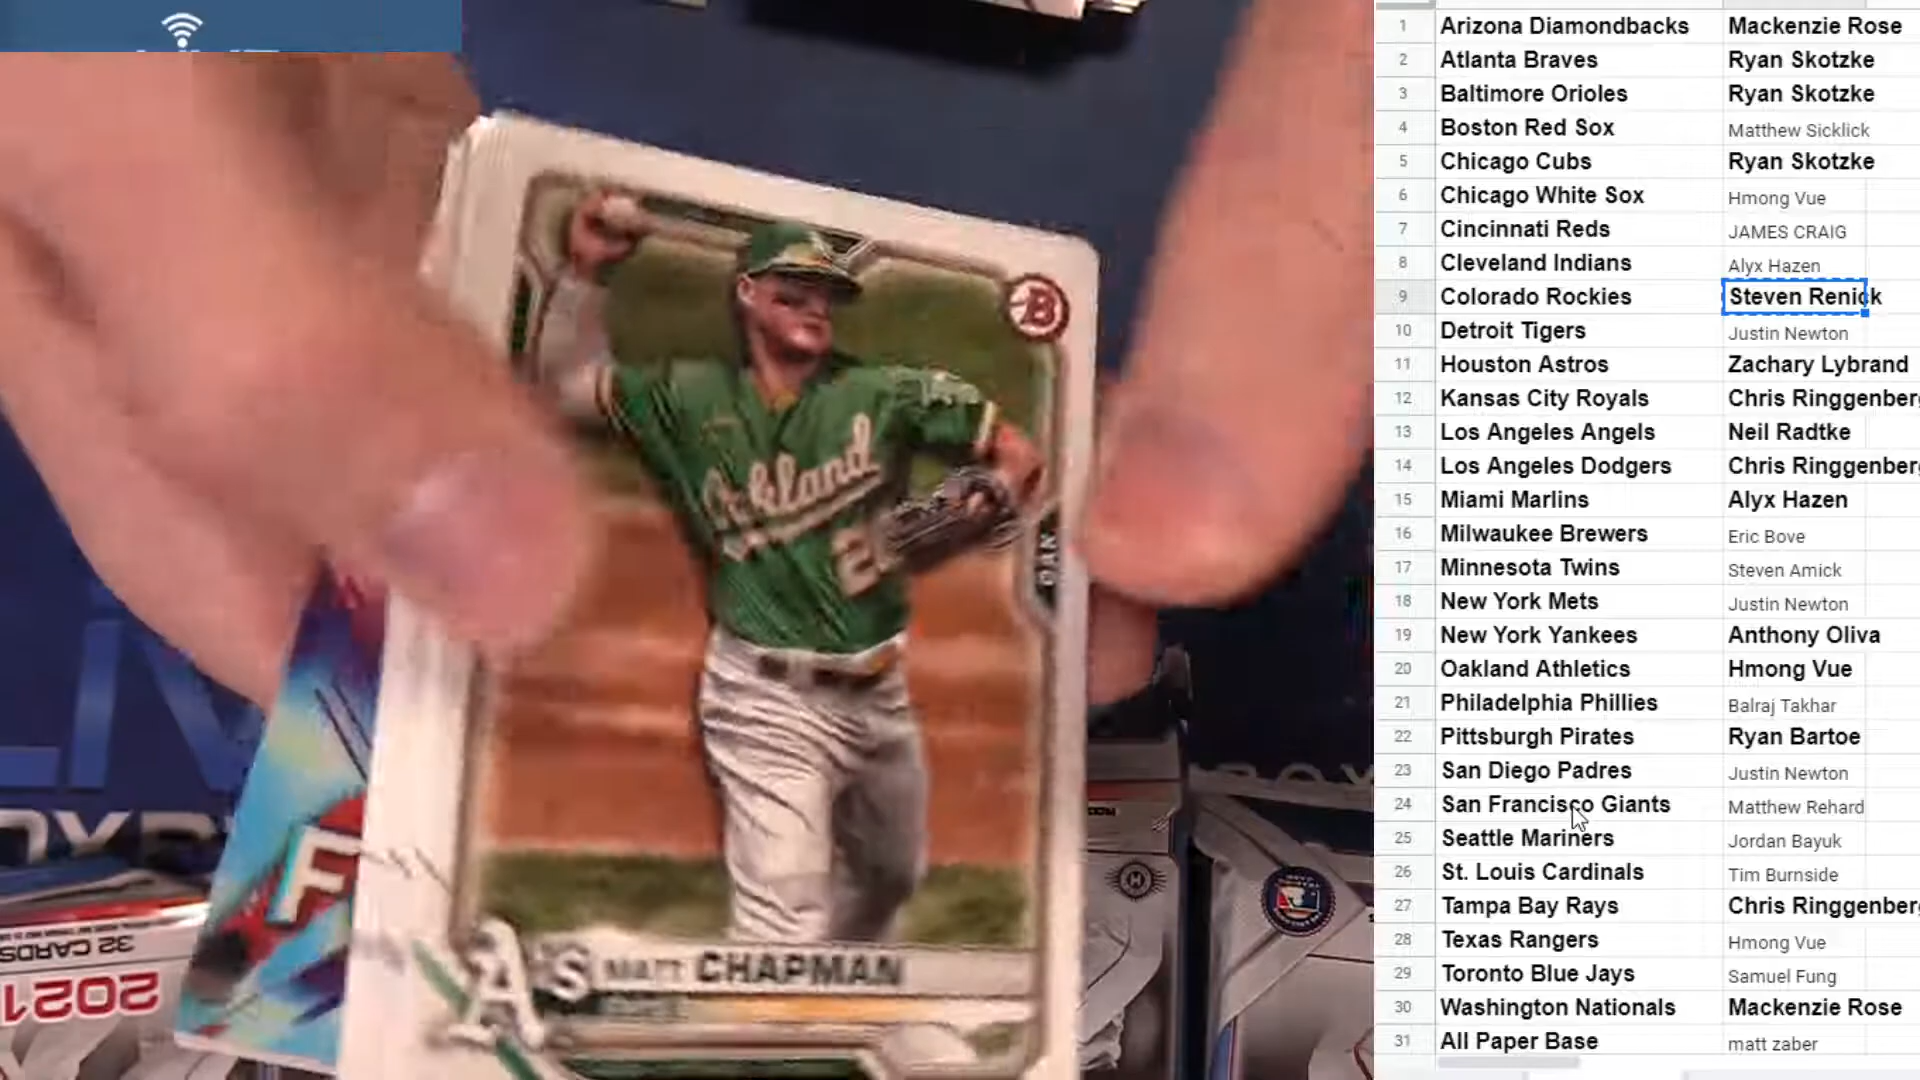 B
Oakland
OAK
A's MATT CHAPMAN
F
32 CARDS
2021
1 Arizona Diamondbacks Mackenzie Rose
2 Atlanta Braves Ryan Skotzke
3 Baltimore Orioles Ryan Skotzke
4 Boston Red Sox Matthew Sicklick
5 Chicago Cubs Ryan Skotzke
6 Chicago White Sox Hmong Vue
7 Cincinnati Reds JAMES CRAIG
8 Cleveland Indians Alyx Hazen
9 Colorado Rockies Steven Renick
10 Detroit Tigers Justin Newton
11 Houston Astros Zachary Lybrand
12 Kansas City Royals Chris Ringgenberg
13 Los Angeles Angels Neil Radtke
14 Los Angeles Dodgers Chris Ringgenberg
15 Miami Marlins Alyx Hazen
16 Milwaukee Brewers Eric Bove
17 Minnesota Twins Steven Amick
18 New York Mets Justin Newton
19 New York Yankees Anthony Oliva
20 Oakland Athletics Hmong Vue
21 Philadelphia Phillies Balraj Takhar
22 Pittsburgh Pirates Ryan Bartoe
23 San Diego Padres Justin Newton
24 San Francisco Giants Matthew Rehard
25 Seattle Mariners Jordan Bayuk
26 St. Louis Cardinals Tim Burnside
27 Tampa Bay Rays Chris Ringgenberg
28 Texas Rangers Hmong Vue
29 Toronto Blue Jays Samuel Fung
30 Washington Nationals Mackenzie Rose
31 All Paper Base matt zaber